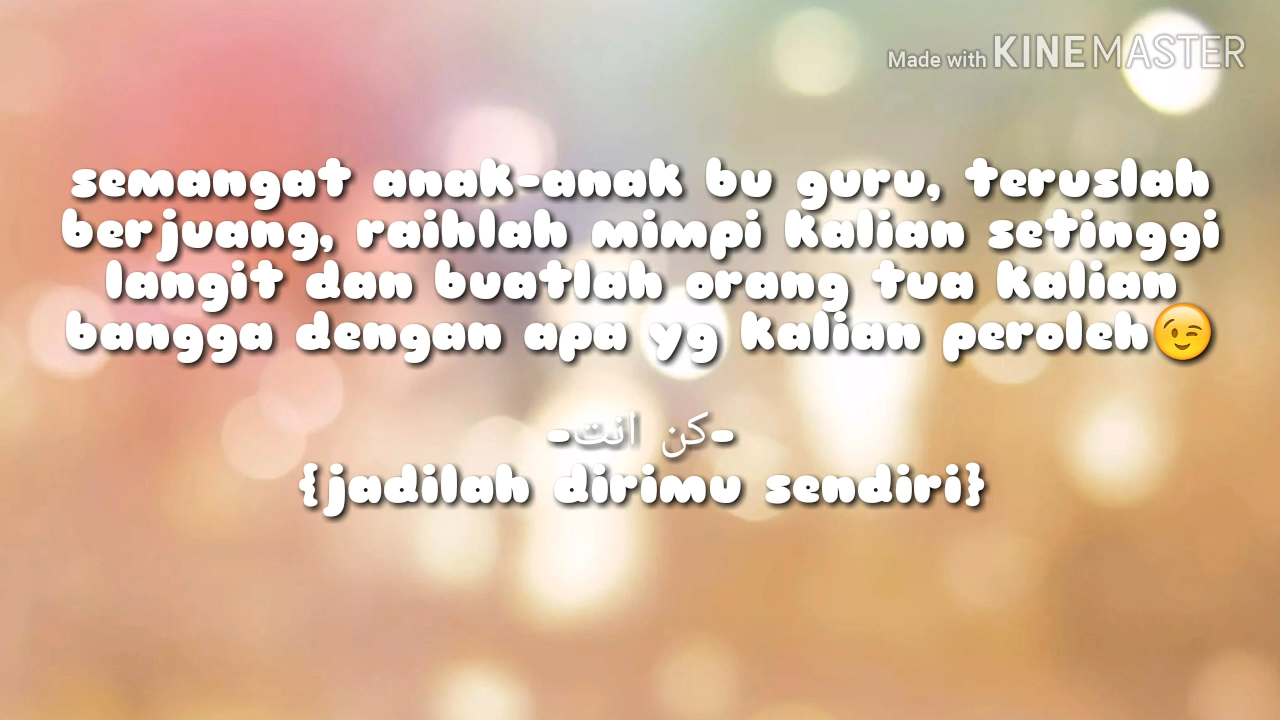 Made with KINEMASTER
semangat anak-anak bu guru, teruslah
berjuang, raihlah mimpi kalian setinggi
langit dan buatlah orang tua kalian
bangga dengan apa yg kalian peroleh😉
-كن انت-
{jadilah dirimu sendiri}